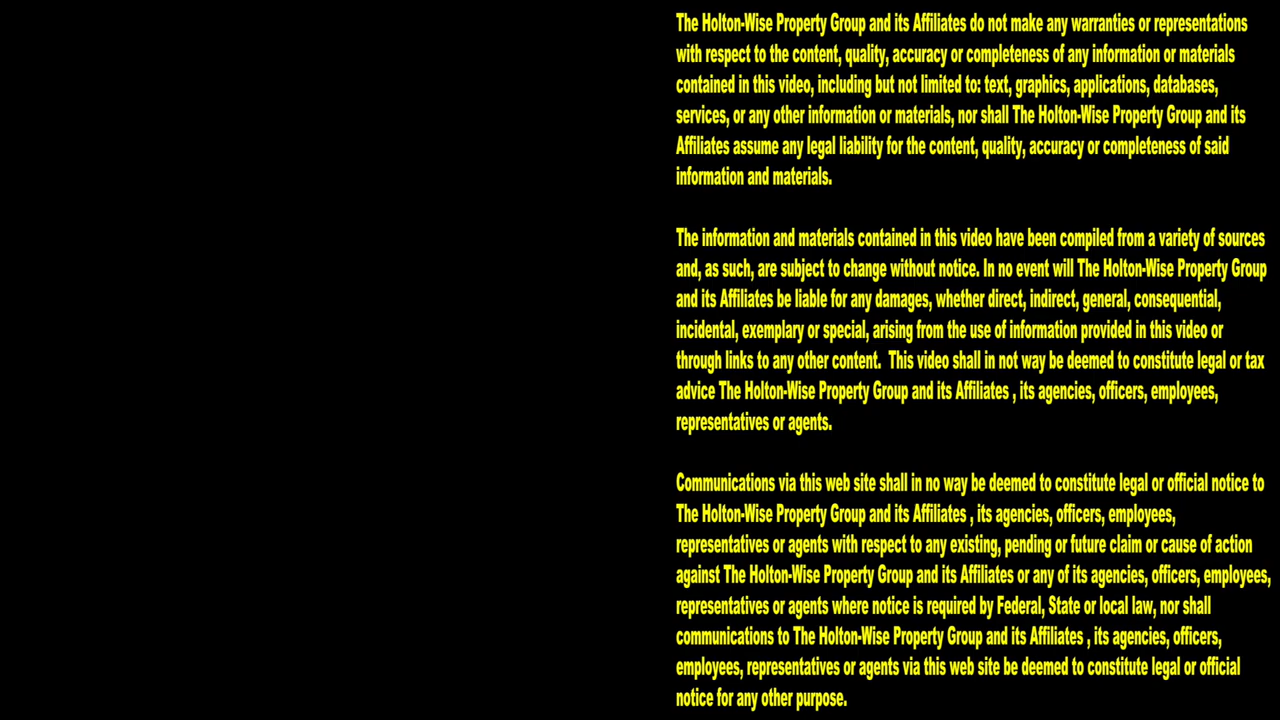 The Holton-Wise Property Group and its Affiliates do not make any warranties or representations
with respect to the content, quality, accuracy or completeness of any information or materials
contained in this video, including but not limited to: text, graphics, applications, databases,
services, or any other information or materials, nor shall The Holton-Wise Property Group and its
Affiliates assume any legal liability for the content, quality, accuracy or completeness of said
information and materials.
The information and materials contained in this video have been compiled from a variety of sources
and, as such, are subject to change without notice. In no event will The Holton-Wise Property Group
and its Affiliates be liable for any damages, whether direct, indirect, general, consequential,
incidental, exemplary or special, arising from the use of information provided in this video or
through links to any other content.  This video shall in not way be deemed to constitute legal or tax
advice The Holton-Wise Property Group and its Affiliates , its agencies, officers, employees,
representatives or agents.
Communications via this web site shall in no way be deemed to constitute legal or official notice to
The Holton-Wise Property Group and its Affiliates , its agencies, officers, employees,
representatives or agents with respect to any existing, pending or future claim or cause of action
against The Holton-Wise Property Group and its Affiliates or any of its agencies, officers, employees,
representatives or agents where notice is required by Federal, State or local law, nor shall
communications to The Holton-Wise Property Group and its Affiliates , its agencies, officers,
employees, representatives or agents via this web site be deemed to constitute legal or official
notice for any other purpose.